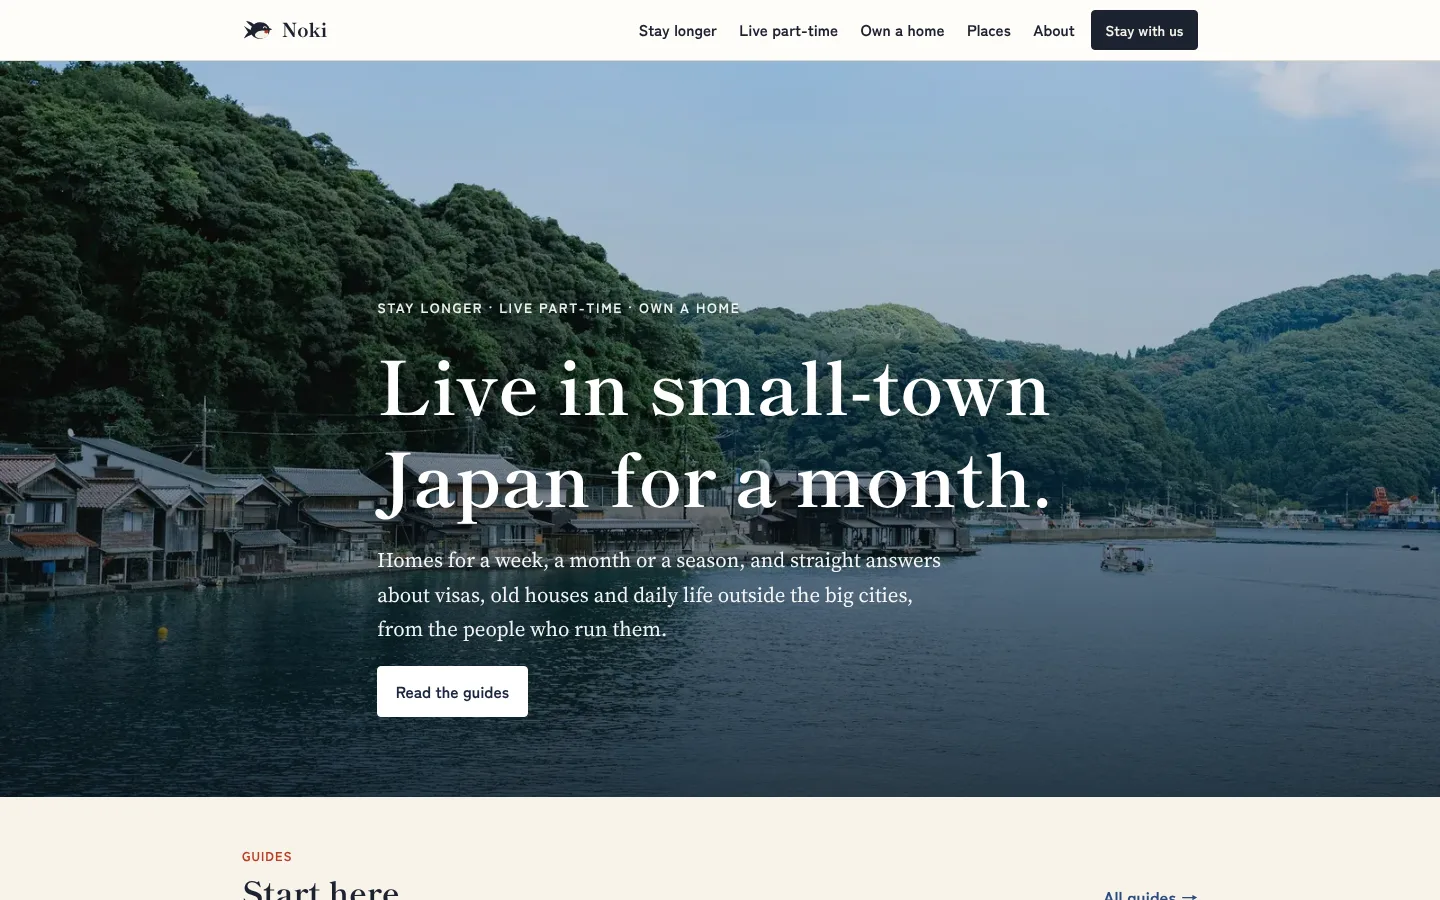 Noki
Stay longer
Live part-time
Own a home
Places
About
Stay with us
STAY LONGER · LIVE PART-TIME · OWN A HOME
Live in small-town
Japan for a month.
Homes for a week, a month or a season, and straight answers
about visas, old houses and daily life outside the big cities,
from the people who run them.
Read the guides
GUIDES
Start here
All guides →